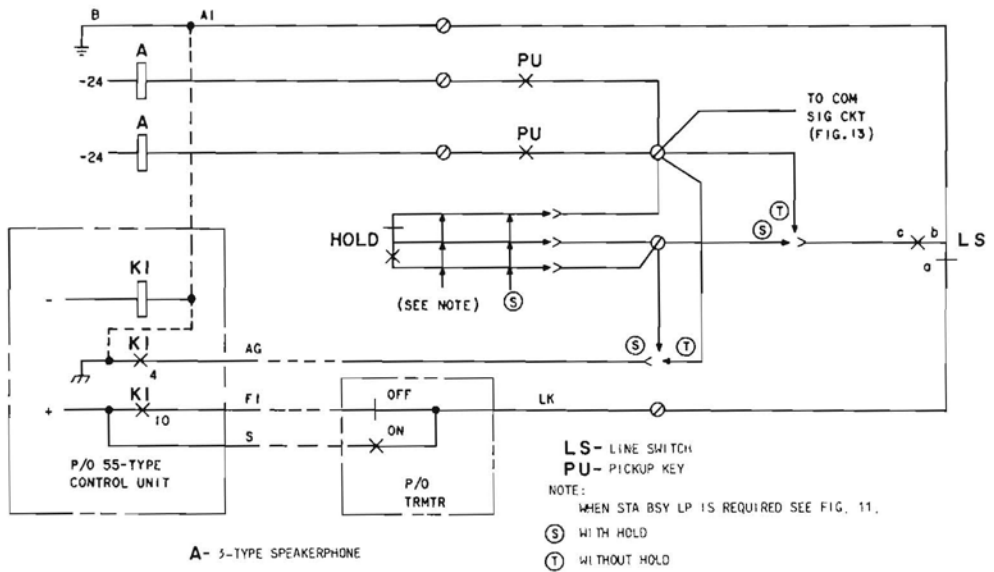 B
A1
A
PU
-24
A
PU
TO COM
SIG CKT
(FIG. 13)
-24
T
S
c
b
LS
a
HOLD
(SEE NOTE)
S
K1
-
K1
4
AG
S
T
+
K1
10
F1
OFF
LK
S
ON
P/O 55-TYPE
CONTROL UNIT
P/O
TRMTR
LS- LINE SWITCH
PU- PICKUP KEY
NOTE:
WHEN STA BSY LP IS REQUIRED SEE FIG. 11.
S WITH HOLD
T WITHOUT HOLD
A- 3-TYPE SPEAKERPHONE